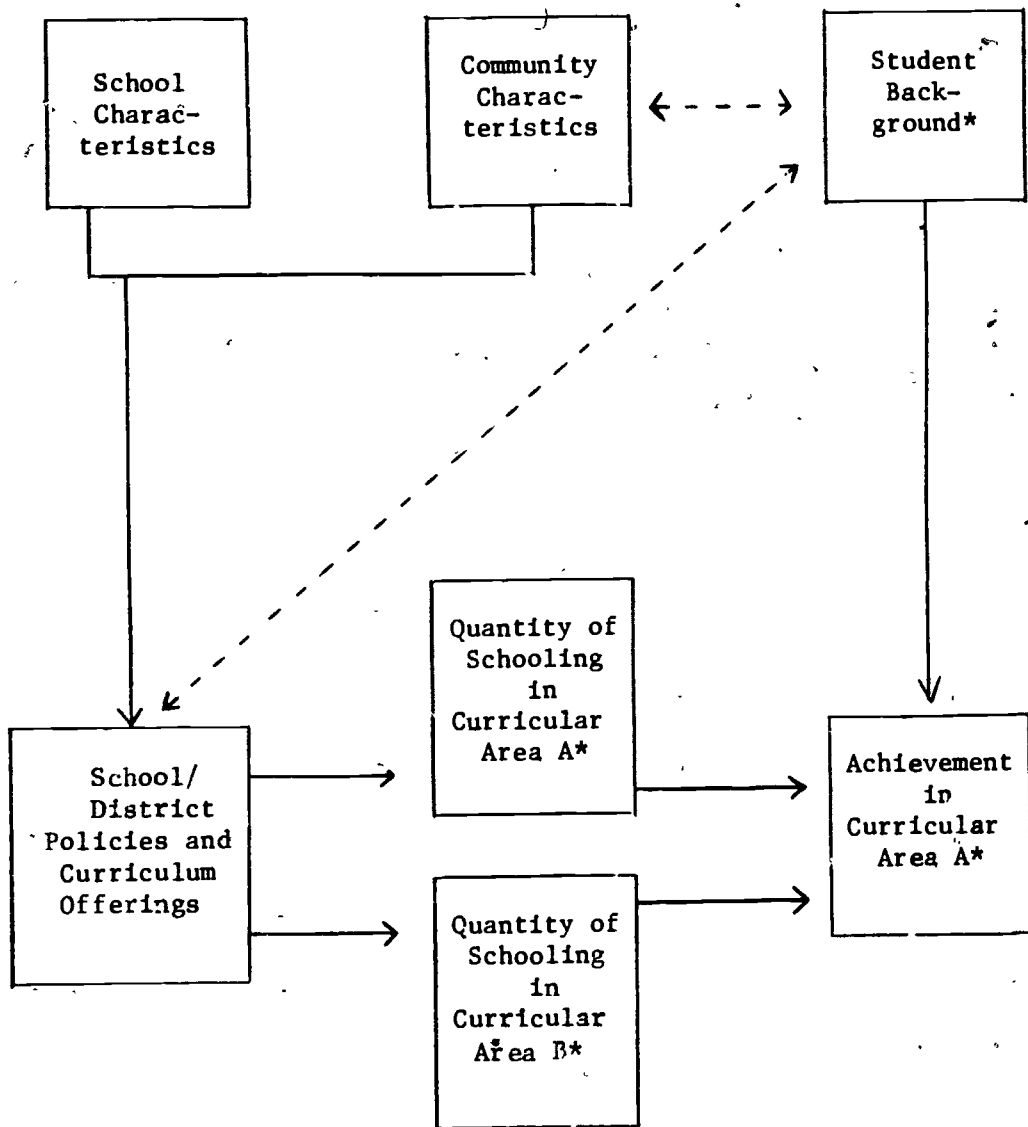 School
Charac-
teristics
Community
Charac-
teristics
Student
Back-
ground*
Quantity of
Schooling
in
Curricular
Area A*
School/
District
Policies and
Curriculum
Offerings
Achievement
in
Curricular
Area A*
Quantity of
Schooling
in
Curricular
Area B*